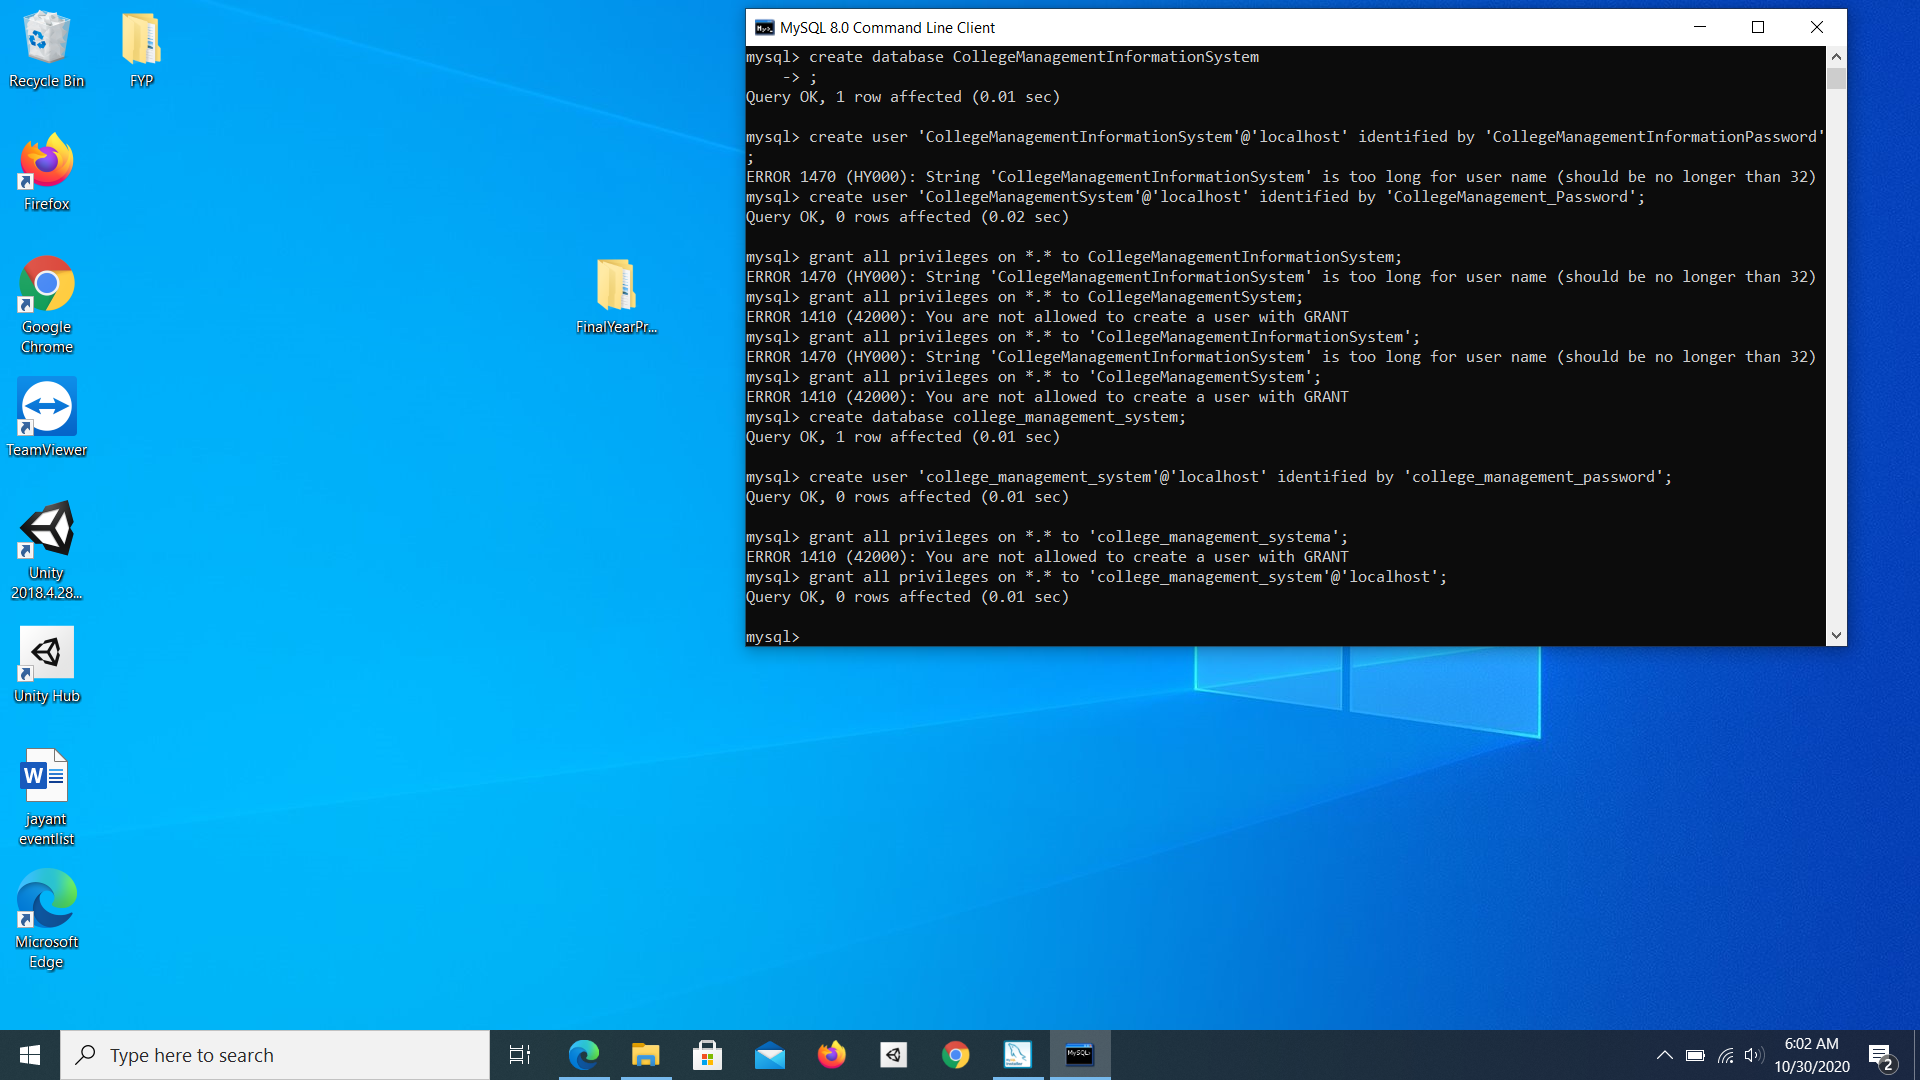 Recycle Bin
FYP
Firefox
Google
Chrome
TeamViewer
Unity
2018.4.28...
Unity Hub
W
jayant
eventlist
Microsoft
Edge
FinalYearPr...
MySQL 8.0 Command Line Client
mysql> create database CollegeManagementInformationSystem
    -> ;
Query OK, 1 row affected (0.01 sec)
mysql> create user 'CollegeManagementInformationSystem'@'localhost' identified by 'CollegeManagementInformationPassword'
;
ERROR 1470 (HY000): String 'CollegeManagementInformationSystem' is too long for user name (should be no longer than 32)
mysql> create user 'CollegeManagementSystem'@'localhost' identified by 'CollegeManagement_Password';
Query OK, 0 rows affected (0.02 sec)
mysql> grant all privileges on *.* to CollegeManagementInformationSystem;
ERROR 1470 (HY000): String 'CollegeManagementInformationSystem' is too long for user name (should be no longer than 32)
mysql> grant all privileges on *.* to CollegeManagementSystem;
ERROR 1410 (42000): You are not allowed to create a user with GRANT
mysql> grant all privileges on *.* to 'CollegeManagementInformationSystem';
ERROR 1470 (HY000): String 'CollegeManagementInformationSystem' is too long for user name (should be no longer than 32)
mysql> grant all privileges on *.* to 'CollegeManagementSystem';
ERROR 1410 (42000): You are not allowed to create a user with GRANT
mysql> create database college_management_system;
Query OK, 1 row affected (0.01 sec)
mysql> create user 'college_management_system'@'localhost' identified by 'college_management_password';
Query OK, 0 rows affected (0.01 sec)
mysql> grant all privileges on *.* to 'college_management_systema';
ERROR 1410 (42000): You are not allowed to create a user with GRANT
mysql> grant all privileges on *.* to 'college_management_system'@'localhost';
Query OK, 0 rows affected (0.01 sec)
mysql>
Type here to search
6:02 AM
10/30/2020
2